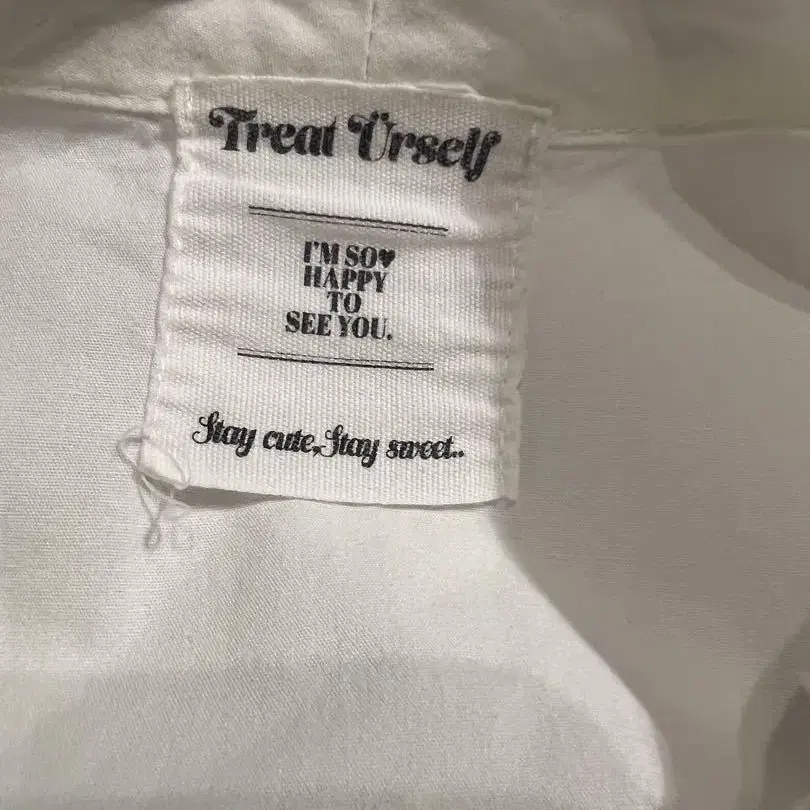 Treat Ürself
I'M SO♥
HAPPY
TO
SEE YOU.
Stay cute,Stay sweet..